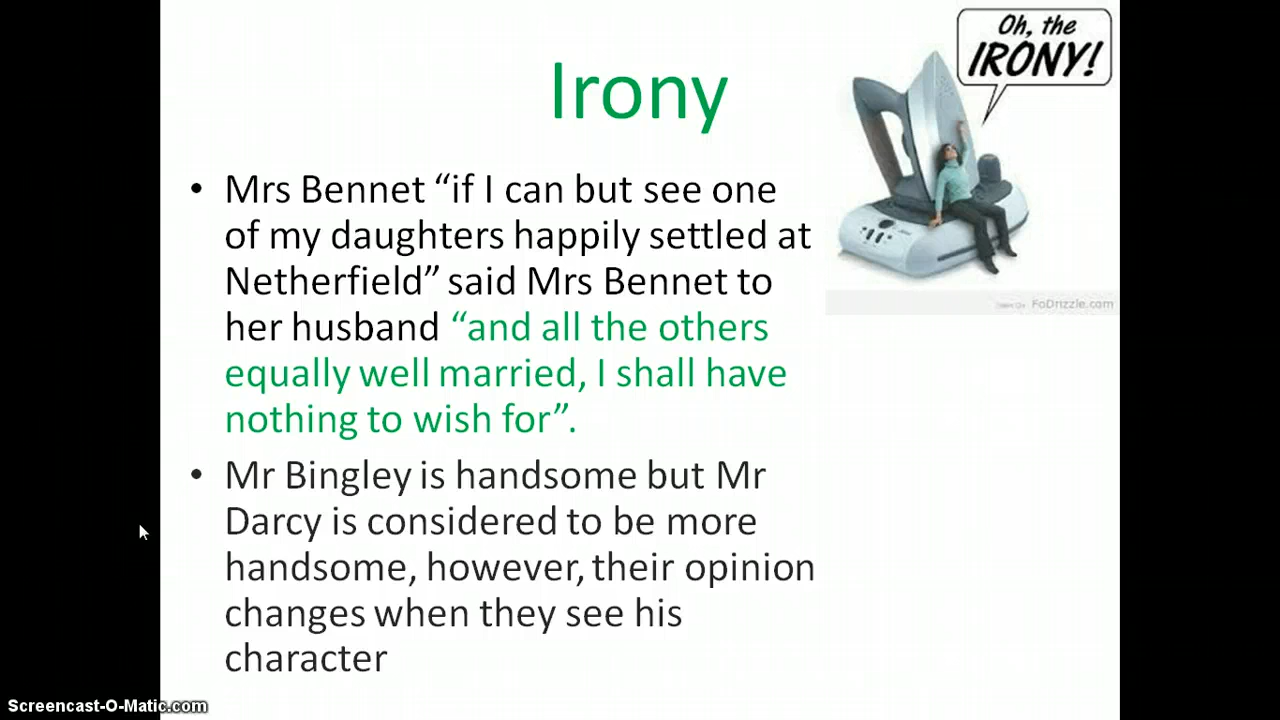 Oh, the
IRONY!
Irony
• Mrs Bennet “if I can but see one
of my daughters happily settled at
Netherfield” said Mrs Bennet to
her husband “and all the others
equally well married, I shall have
nothing to wish for”.
• Mr Bingley is handsome but Mr
Darcy is considered to be more
handsome, however, their opinion
changes when they see his
character
FoDrizzle.com
Screencast-O-Matic.com